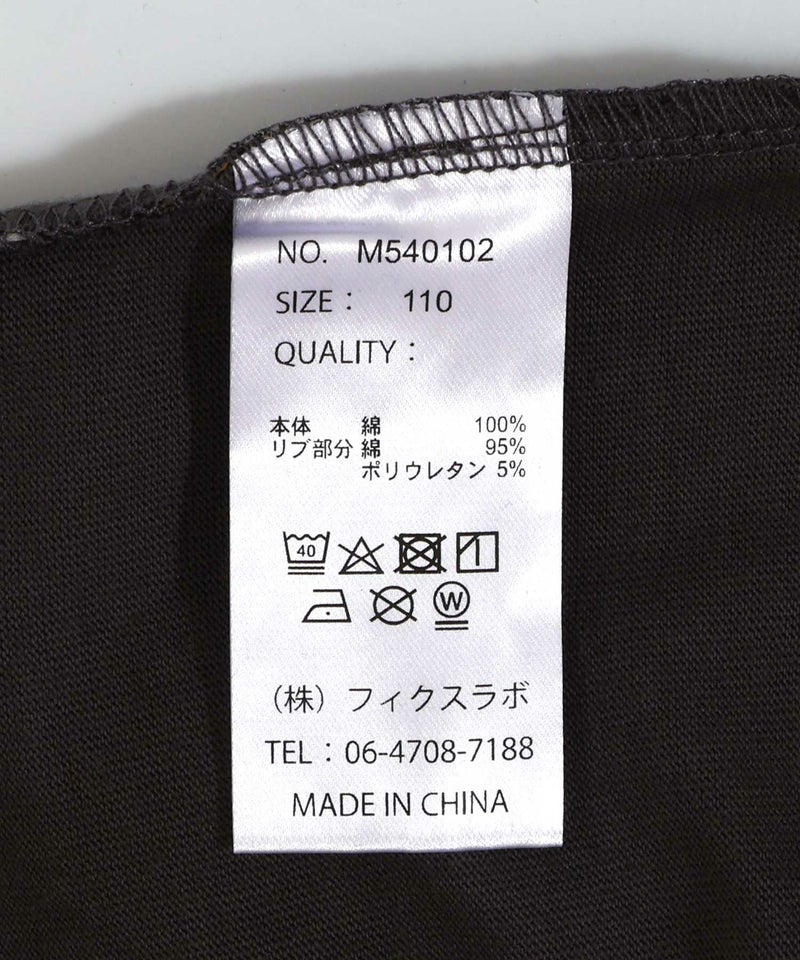 NO. M540102
SIZE： 110
QUALITY：
本体 綿 100%
リブ部分 綿 95%
ポリウレタン 5%
40
W
（株）フィクスラボ
TEL：06-4708-7188
MADE IN CHINA